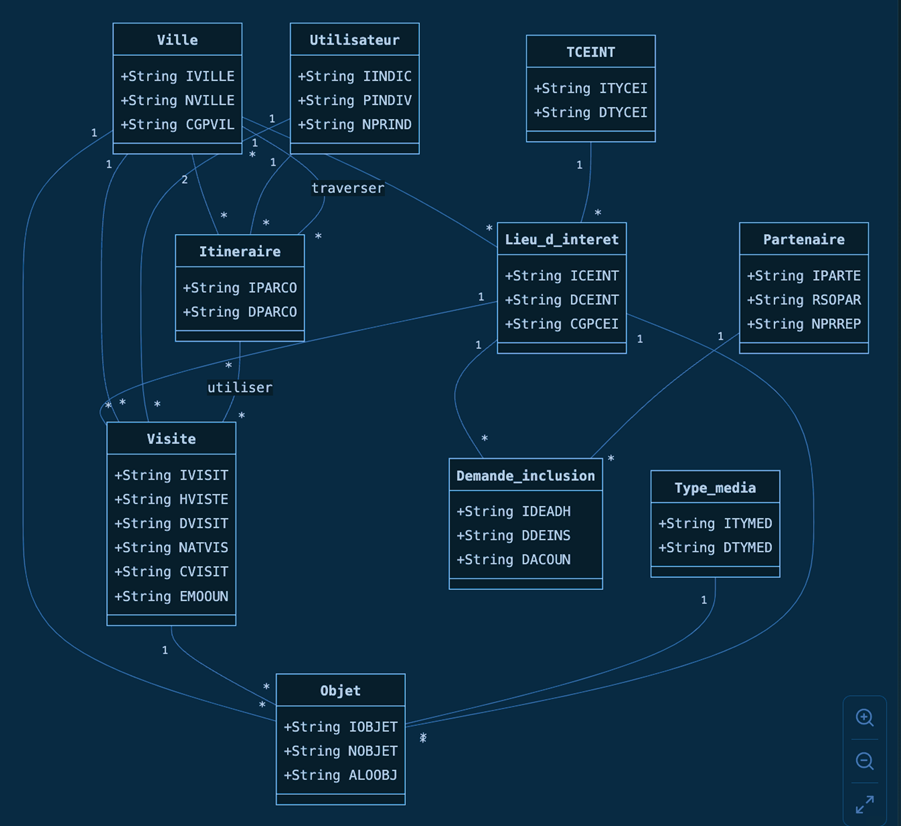 Ville
+String IVILLE
+String NVILLE
+String CGPVIL
Utilisateur
+String IINDIC
+String PINDIV
+String NPRIND
TCEINT
+String ITYCEI
+String DTYCEI
1
1
2
1
1
*
1
traverser
1
*
*
*
*
*
Itineraire
+String IPARCO
+String DPARCO
Lieu_d_interet
+String ICEINT
+String DCEINT
+String CGPCEI
Partenaire
+String IPARTE
+String RSOPAR
+String NPRREP
1
1
1
1
*
utiliser
*
*
*
*
*
*
Visite
+String IVISIT
+String HVISTE
+String DVISIT
+String NATVIS
+String CVISIT
+String EMOOUN
Demande_inclusion
+String IDEADH
+String DDEINS
+String DACOUN
Type_media
+String ITYMED
+String DTYMED
1
1
*
*
*
*
Objet
+String IOBJET
+String NOBJET
+String ALOOBJ